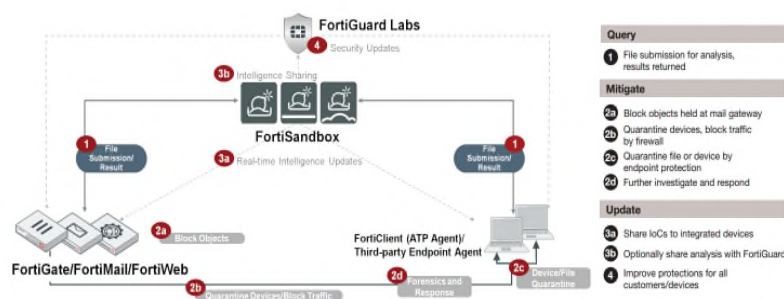 FortiGuard Labs
4 Security Updates
3b Intelligence Sharing
FortiSandbox
1
File
Submission/
Result
1
File
Submission/
Result
3a Real-time Intelligence Updates
2a Block Objects
FortiGate/FortiMail/FortiWeb
FortiClient (ATP Agent)/
Third-party Endpoint Agent
2b Quarantine Devices/Block Traffic
2d Forensics and
Response
2c Device/File
Quarantine
Query
1 File submission for analysis,
results returned
Mitigate
2a Block objects held at mail gateway
2b Quarantine devices, block traffic
by firewall
2c Quarantine file or device by
endpoint protection
2d Further investigate and respond
Update
3a Share IoCs to integrated devices
3b Optionally share analysis with FortiGuard
4 Improve protections for all
customers/devices